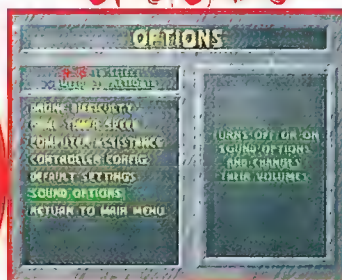 OPTIONS
DRONE DIFFICULTY
COMPUTER ASSISTANCE
CONTROLLER CONFIG.
DEFAULT SETTINGS
SOUND OPTIONS
RETURN TO MAIN MENU
TURNS OFF OR ON
SOUND OPTIONS
AND CHANGES
THEIR VOLUMES